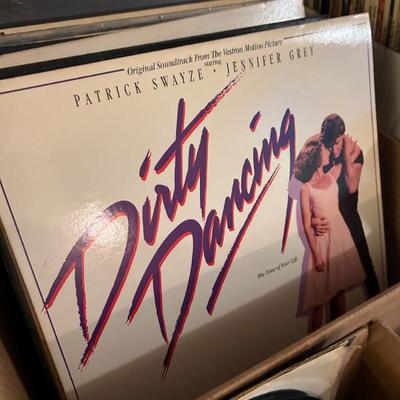 Original Soundtrack From The Vestron Motion Picture
starring
PATRICK SWAYZE · JENNIFER GREY
Dirty
Dancing
The Time of Your Life.